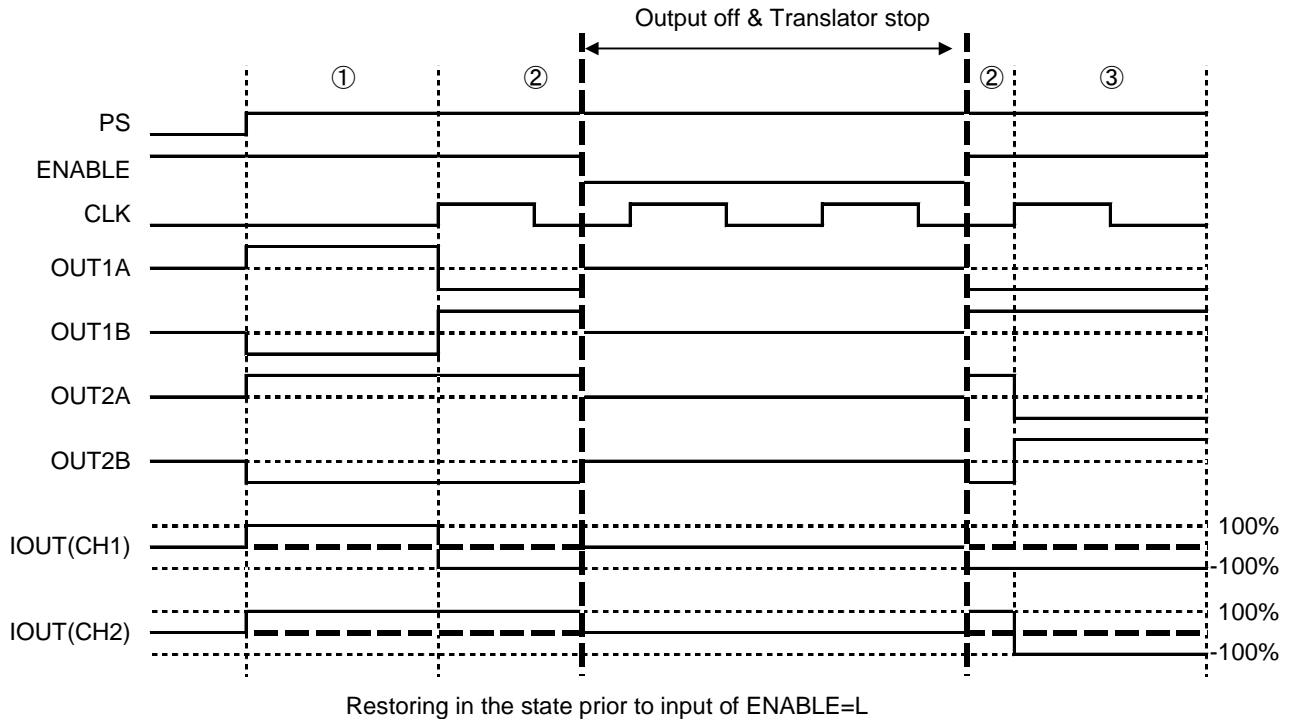 Output off & Translator stop
① ② ② ③
PS
ENABLE
CLK
OUT1A
OUT1B
OUT2A
OUT2B
IOUT(CH1)
100%
-100%
IOUT(CH2)
100%
-100%
Restoring in the state prior to input of ENABLE=L